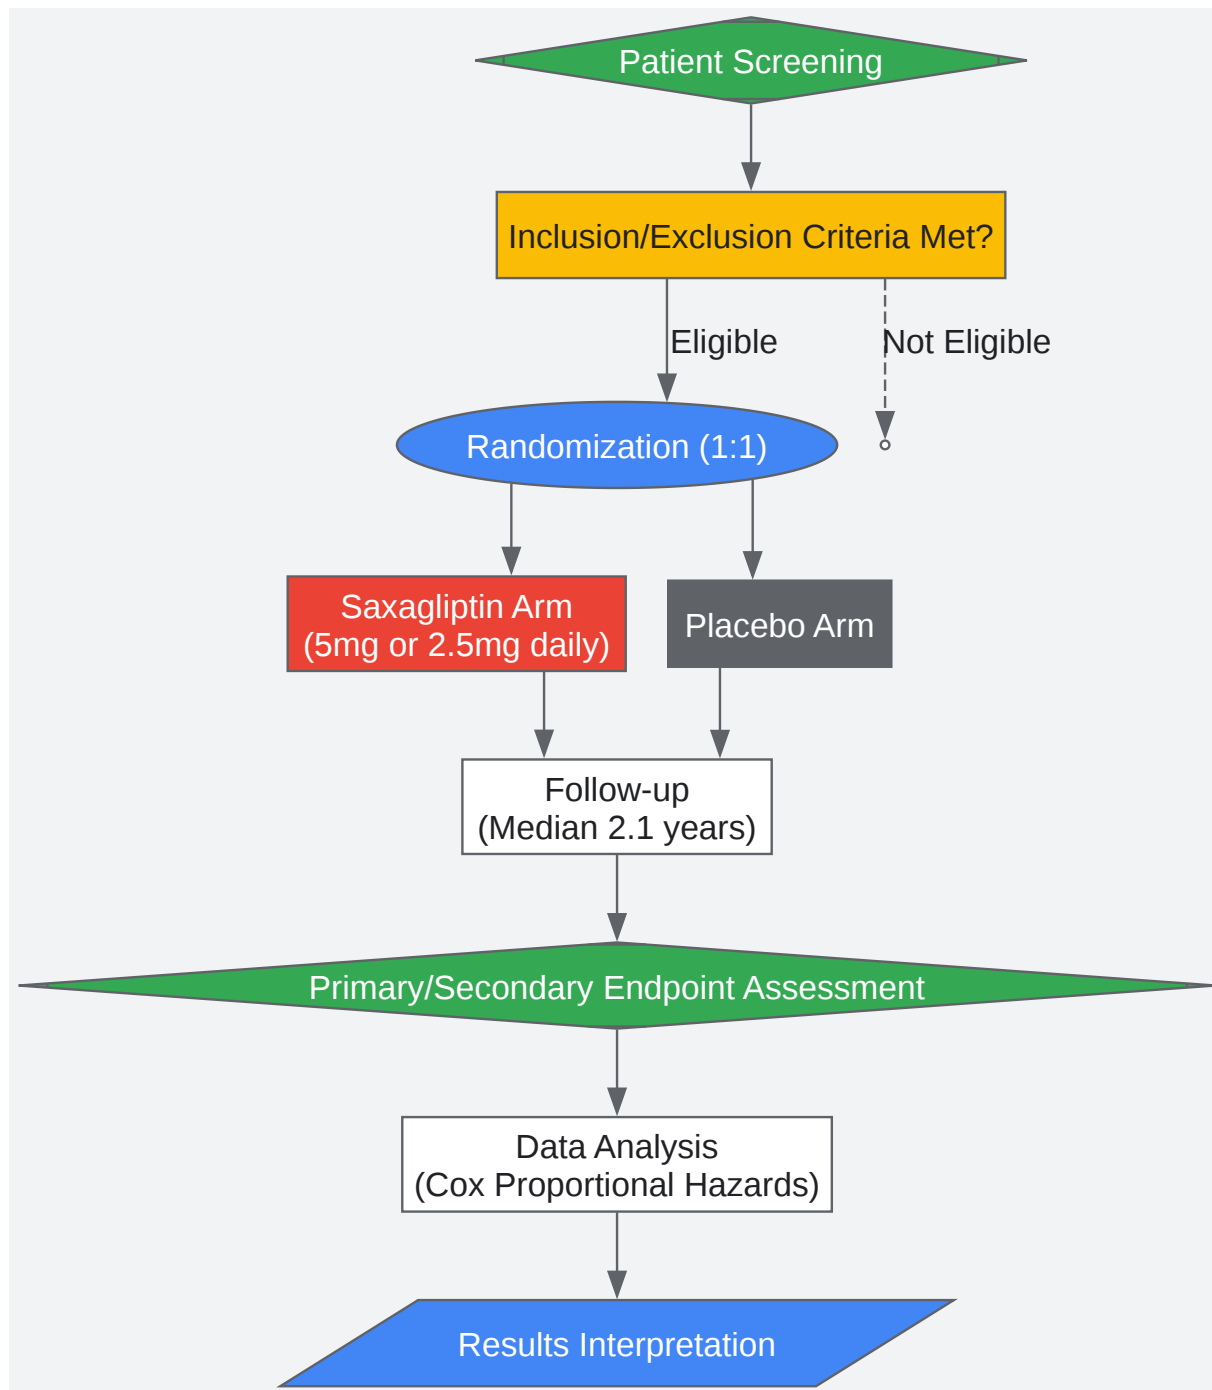 Patient Screening
Inclusion/Exclusion Criteria Met?
Eligible
Not Eligible
Randomization (1:1)
Saxagliptin Arm
(5mg or 2.5mg daily)
Placebo Arm
Follow-up
(Median 2.1 years)
Primary/Secondary Endpoint Assessment
Data Analysis
(Cox Proportional Hazards)
Results Interpretation